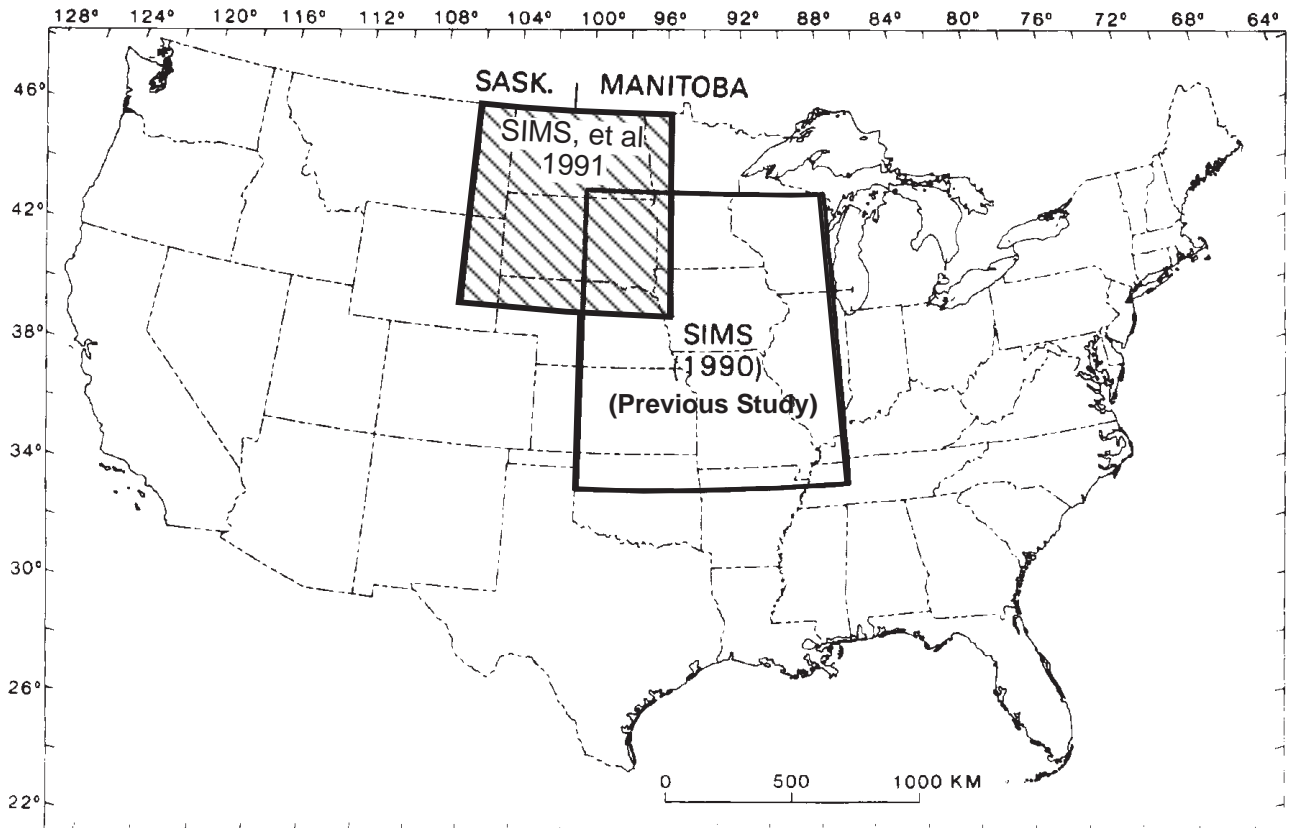 128° 124° 120° 116° 112° 108° 104° 100° 96° 92° 88° 84° 80° 76° 72° 68° 64°
SASK. MANITOBA
46°
SIMS, et al
1991
42°
38°
SIMS
(1990)
(Previous Study)
34°
30°
26°
0 500 1000 KM
22°